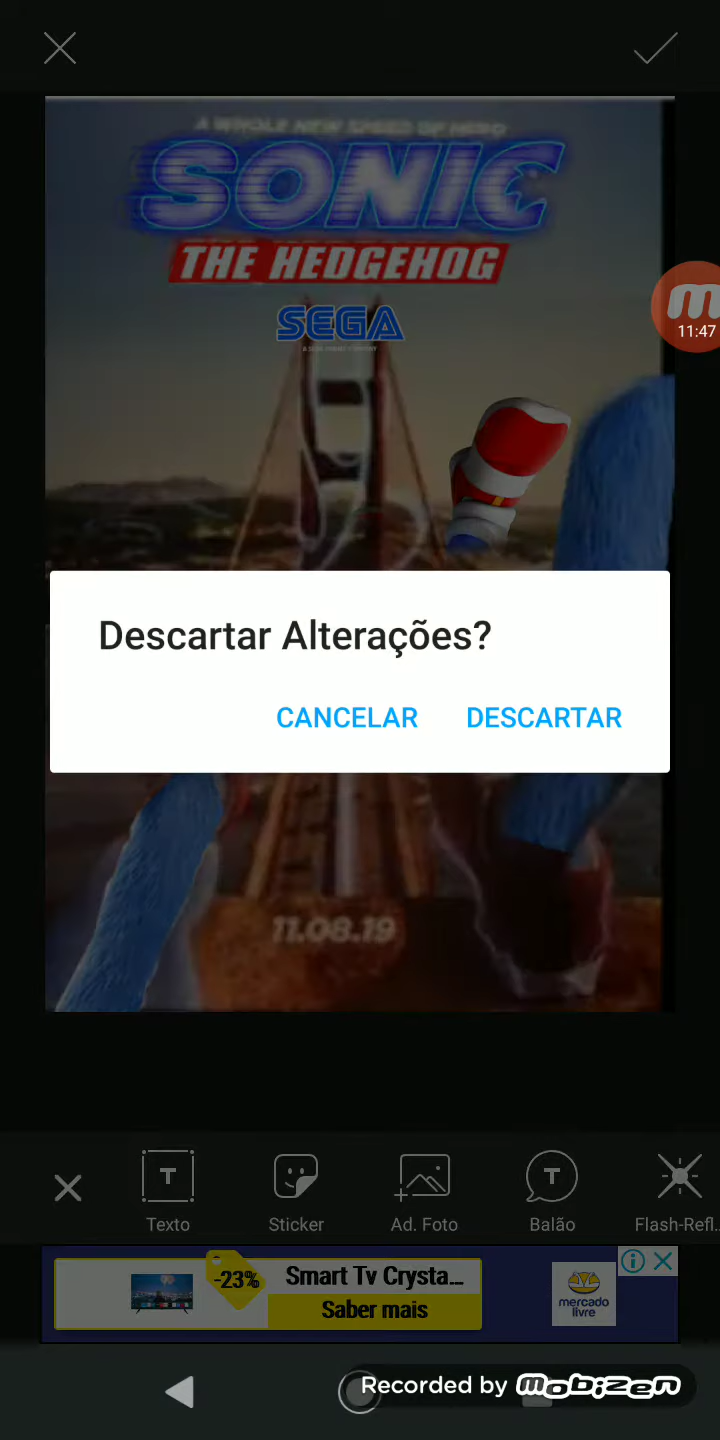 A WHOLE NEW SPEED OF HERO
SONIC
THE HEDGEHOG
SEGA
11:47
Descartar Alterações?
CANCELAR DESCARTAR
11.08.19
Texto Sticker Ad. Foto Balão Flash-Refl...
-23% Smart Tv Crysta...
Saber mais
mercado
livre
Recorded by mobizen